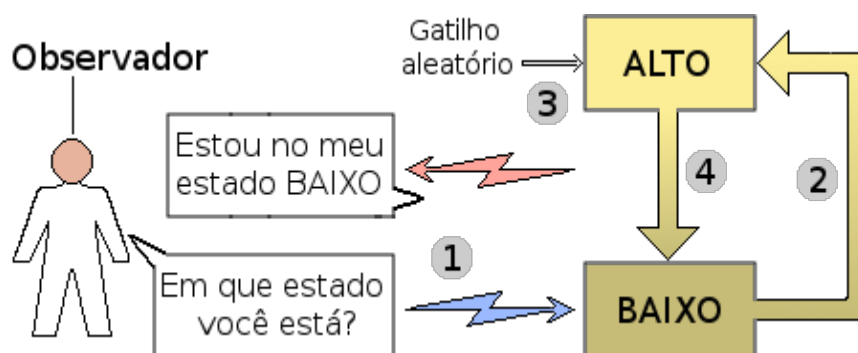 Observador
Gatilho
aleatório
ALTO
3
Estou no meu
estado BAIXO
4
2
1
Em que estado
você está?
BAIXO